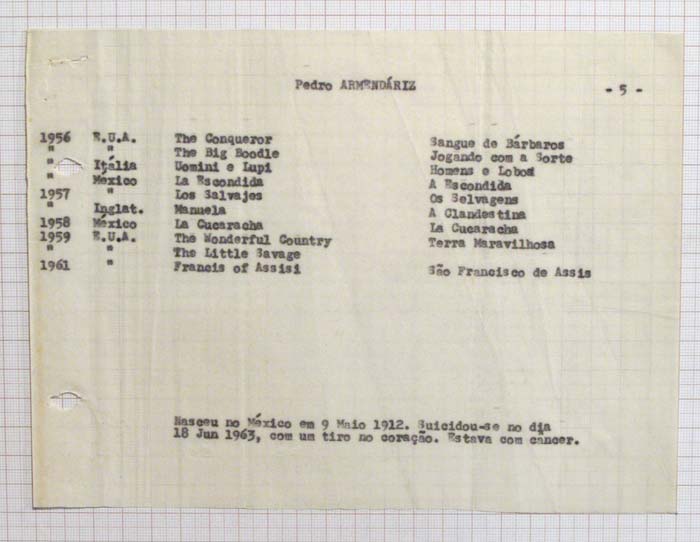 Pedro ARMENDÁRIZ - 5 -
1956 E.U.A. The Conqueror Sangue de Bárbaros
" " The Big Boodle Jogando com a Sorte
" Itália Uomini e Lupi Homens e Lobos
" México La Escondida A Escondida
1957 " Los Salvajes Os Selvagens
" Inglat. Manuela A Clandestina
1958 México La Cucaracha La Cucaracha
1959 E.U.A. The Wonderful Country Terra Maravilhosa
" " The Little Savage
1961 " Francis of Assisi São Francisco de Assis
Nasceu no México em 9 Maio 1912. Suicidou-se no dia
18 Jun 1963, com um tiro no coração. Estava com cancer.